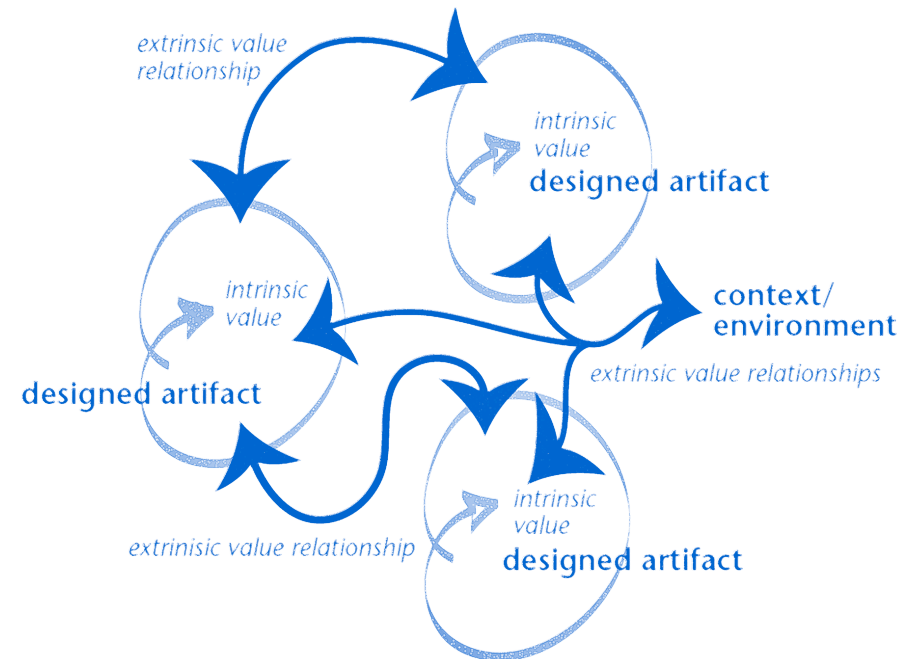 extrinsic value
relationship
intrinsic
value
designed artifact
intrinsic
value
designed artifact
context/
environment
extrinsic value relationships
intrinsic
value
designed artifact
extrinisic value relationship